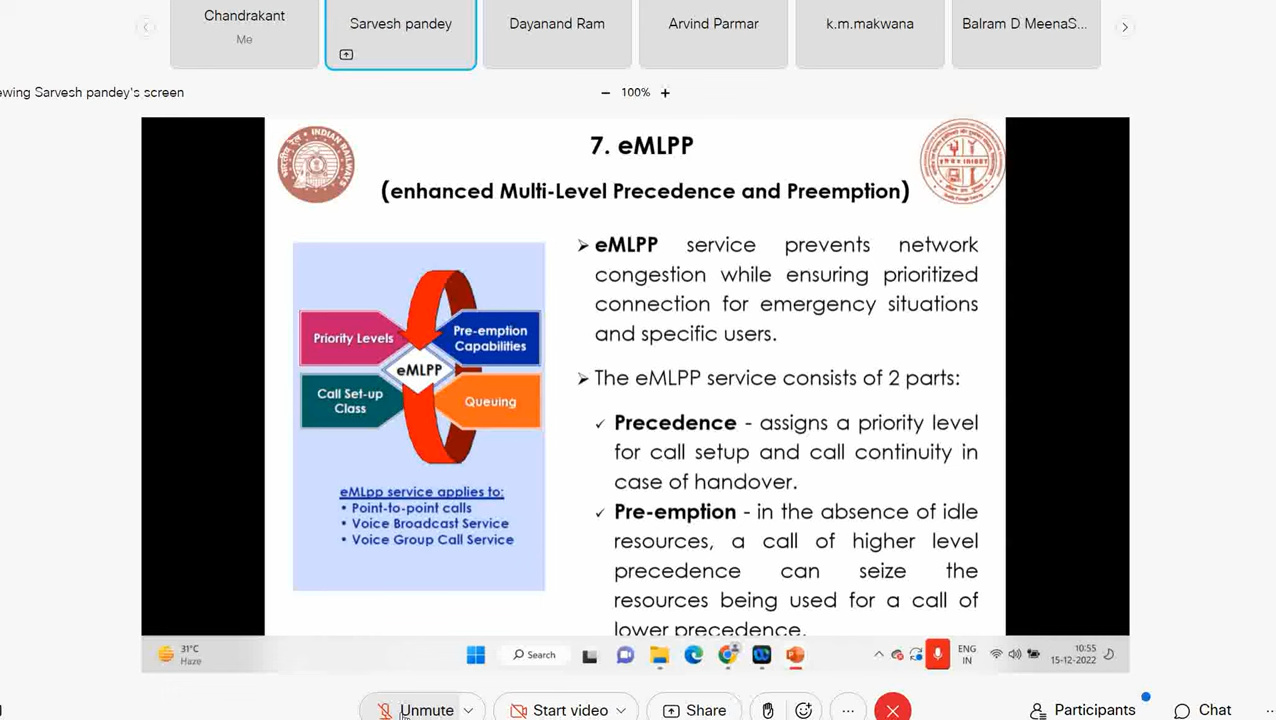 Chandrakant
Me
Sarvesh pandey
Dayanand Ram
Arvind Parmar
k.m.makwana
Balram D MeenaS...
ewing Sarvesh pandey's screen
− 100% +
INDIAN RAILWAYS
7. eMLPP
(enhanced Multi-Level Precedence and Preemption)
Priority Levels
Pre-emption
Capabilities
eMLPP
Call Set-up
Class
Queuing
eMLpp service applies to:
• Point-to-point calls
• Voice Broadcast Service
• Voice Group Call Service
➢ eMLPP service prevents network
congestion while ensuring prioritized
connection for emergency situations
and specific users.
➢ The eMLPP service consists of 2 parts:
✓ Precedence - assigns a priority level
for call setup and call continuity in
case of handover.
✓ Pre-emption - in the absence of idle
resources, a call of higher level
precedence can seize the
resources being used for a call of
lower precedence.
31°C
Haze
Search
ENG
IN
10:55
15-12-2022
Unmute
Start video
Share
Participants
Chat